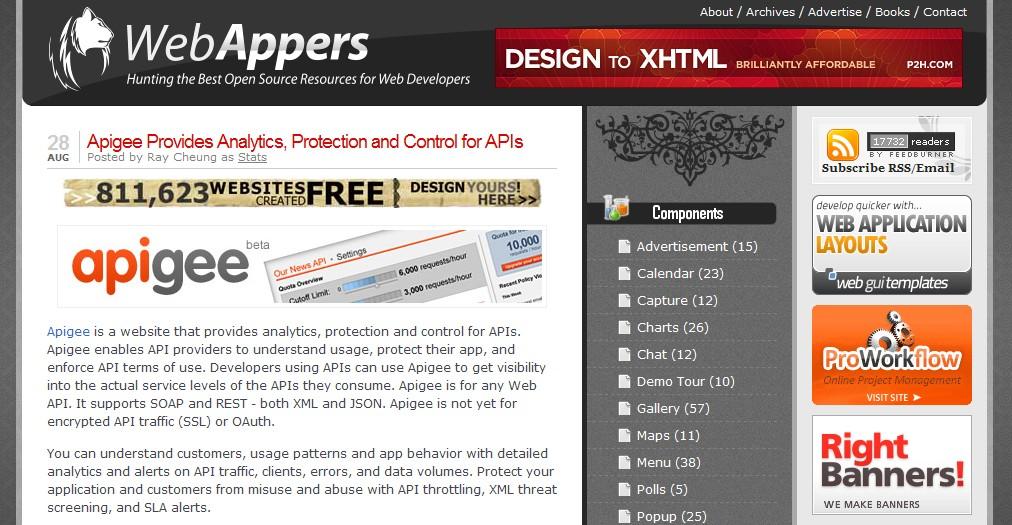 About / Archives / Advertise / Books / Contact
WebAppers
Hunting the Best Open Source Resources for Web Developers
DESIGN TO XHTML BRILLIANTLY AFFORDABLE P2H.COM
28
AUG
Apigee Provides Analytics, Protection and Control for APIs
Posted by Ray Cheung as Stats
>>811,623 WEBSITES CREATED FREE DESIGN YOURS! HERE>>
apigee beta
Our News API • Settings
Quota Overview
Cutoff Limit:
6,000 requests/hour
3,000 requests/hour
Quota for
10,000
requests/hour
Recent Policy
This Week
Apigee is a website that provides analytics, protection and control for APIs.
Apigee enables API providers to understand usage, protect their app, and
enforce API terms of use. Developers using APIs can use Apigee to get visibility
into the actual service levels of the APIs they consume. Apigee is for any Web
API. It supports SOAP and REST - both XML and JSON. Apigee is not yet for
encrypted API traffic (SSL) or OAuth.
You can understand customers, usage patterns and app behavior with detailed
analytics and alerts on API traffic, clients, errors, and data volumes. Protect your
application and customers from misuse and abuse with API throttling, XML threat
screening, and SLA alerts.
Components
Advertisement (15)
Calendar (23)
Capture (12)
Charts (26)
Chat (12)
Demo Tour (10)
Gallery (57)
Maps (11)
Menu (38)
Polls (5)
Popup (25)
17732 readers
BY FEEDBURNER
Subscribe RSS/Email
develop quicker with...
WEB APPLICATION
LAYOUTS
web gui templates
ProWorkflow
Online Project Management
VISIT SITE
Right
Banners!
WE MAKE BANNERS